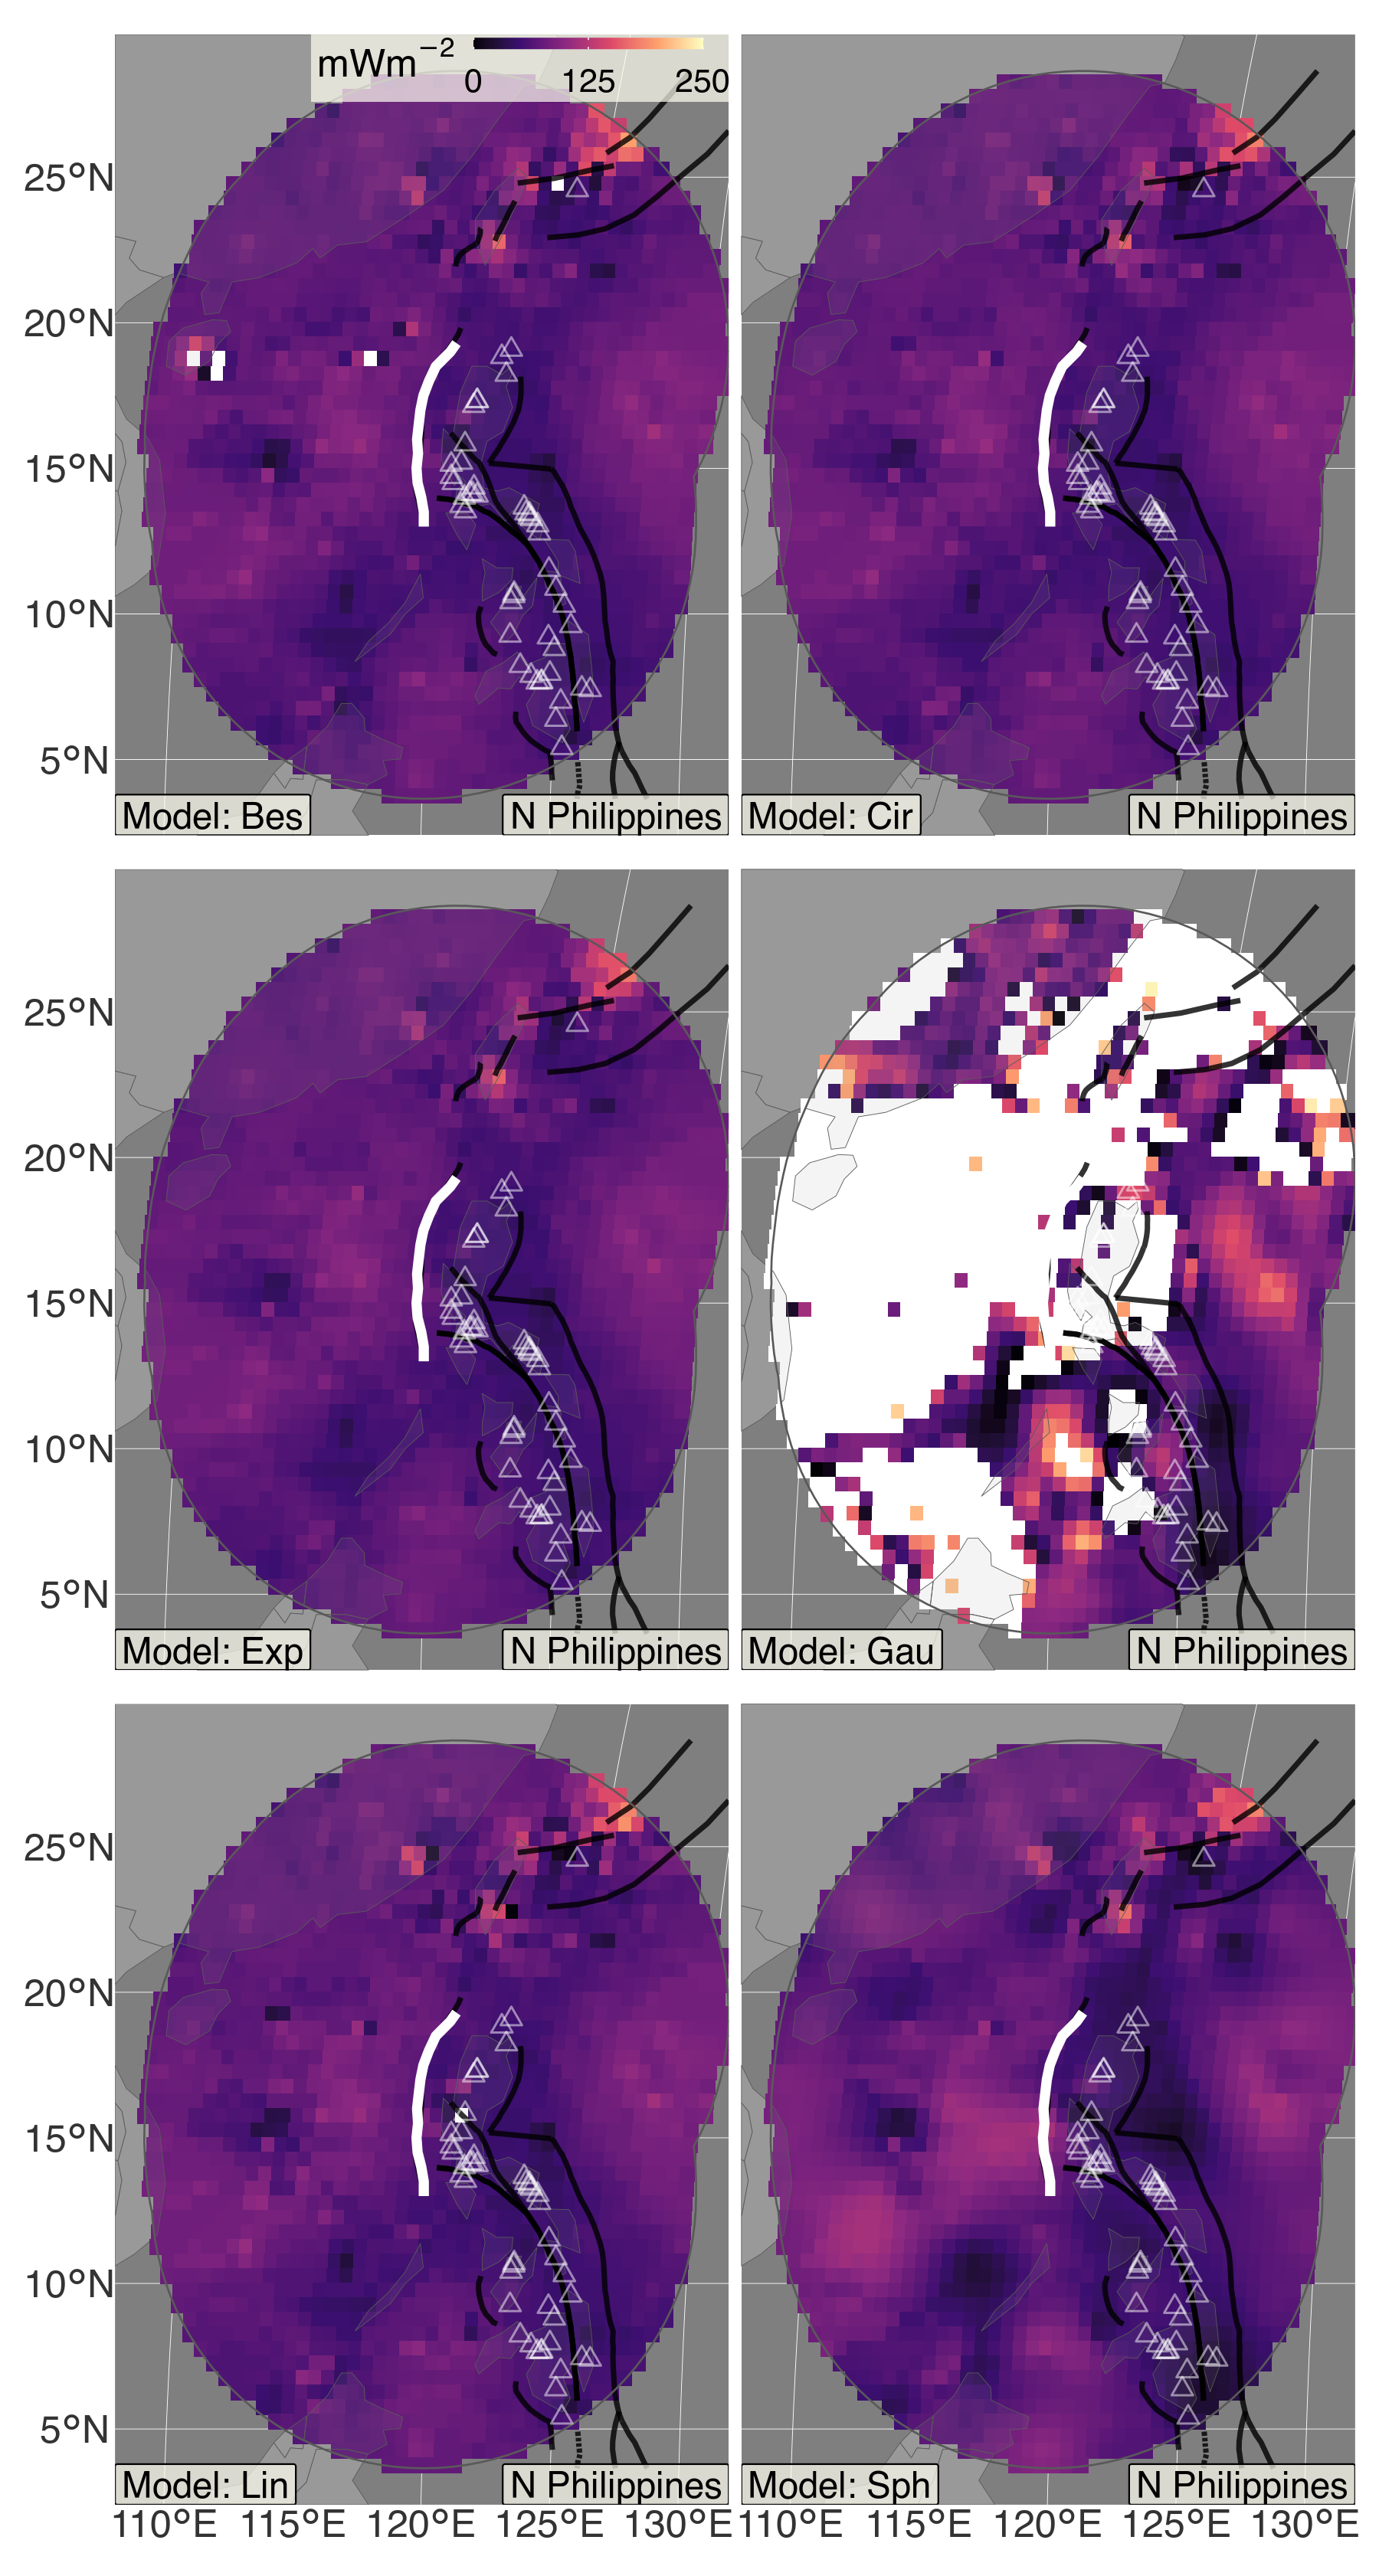 mWm−2
0 125 250
25°N
20°N
15°N
10°N
5°N
Model: Bes
N Philippines
Model: Cir
N Philippines
25°N
20°N
15°N
10°N
5°N
Model: Exp
N Philippines
Model: Gau
N Philippines
25°N
20°N
15°N
10°N
5°N
Model: Lin
N Philippines
Model: Sph
N Philippines
110°E 115°E 120°E 125°E 130°E 110°E 115°E 120°E 125°E 130°E